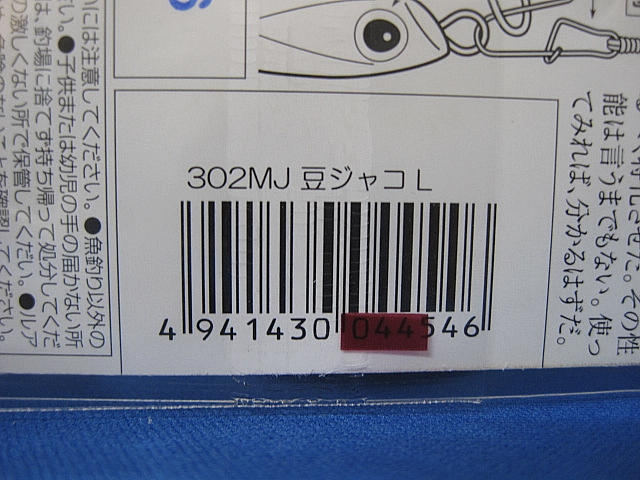 302MJ 豆ジャコ L
4 941430 044546
かには注意してください。●魚釣り以外の
い。●子供または幼児の手の届かない所
は、釣場に捨てず持ち帰って処分してくだ
の激しくない所で保管してください。●ルア
能は言うまでもない。使っ
てみれば、分かるはずだ。